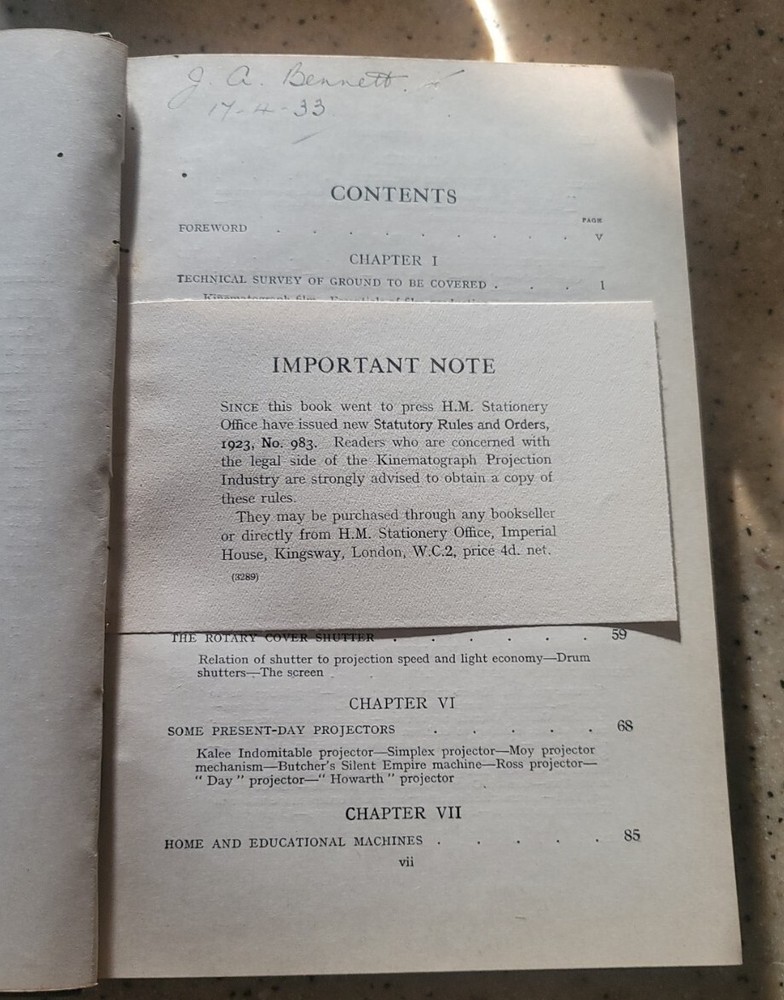 J. A. Bennett.
17-4-33
CONTENTS
PAGE
FOREWORD . . . . . . . . . V
CHAPTER I
TECHNICAL SURVEY OF GROUND TO BE COVERED . . . 1
Kinematograph film
IMPORTANT NOTE
SINCE this book went to press H.M. Stationery
Office have issued new Statutory Rules and Orders,
1923, No. 983. Readers who are concerned with
the legal side of the Kinematograph Projection
Industry are strongly advised to obtain a copy of
these rules.
They may be purchased through any bookseller
or directly from H.M. Stationery Office, Imperial
House, Kingsway, London, W.C.2, price 4d. net.
(3289)
THE ROTARY COVER SHUTTER . . . . . . 59
Relation of shutter to projection speed and light economy—Drum
shutters—The screen
CHAPTER VI
SOME PRESENT-DAY PROJECTORS . . . . . 68
Kalee Indomitable projector—Simplex projector—Moy projector
mechanism—Butcher's Silent Empire machine—Ross projector—
" Day " projector—" Howarth " projector
CHAPTER VII
HOME AND EDUCATIONAL MACHINES . . . . . 85
vii